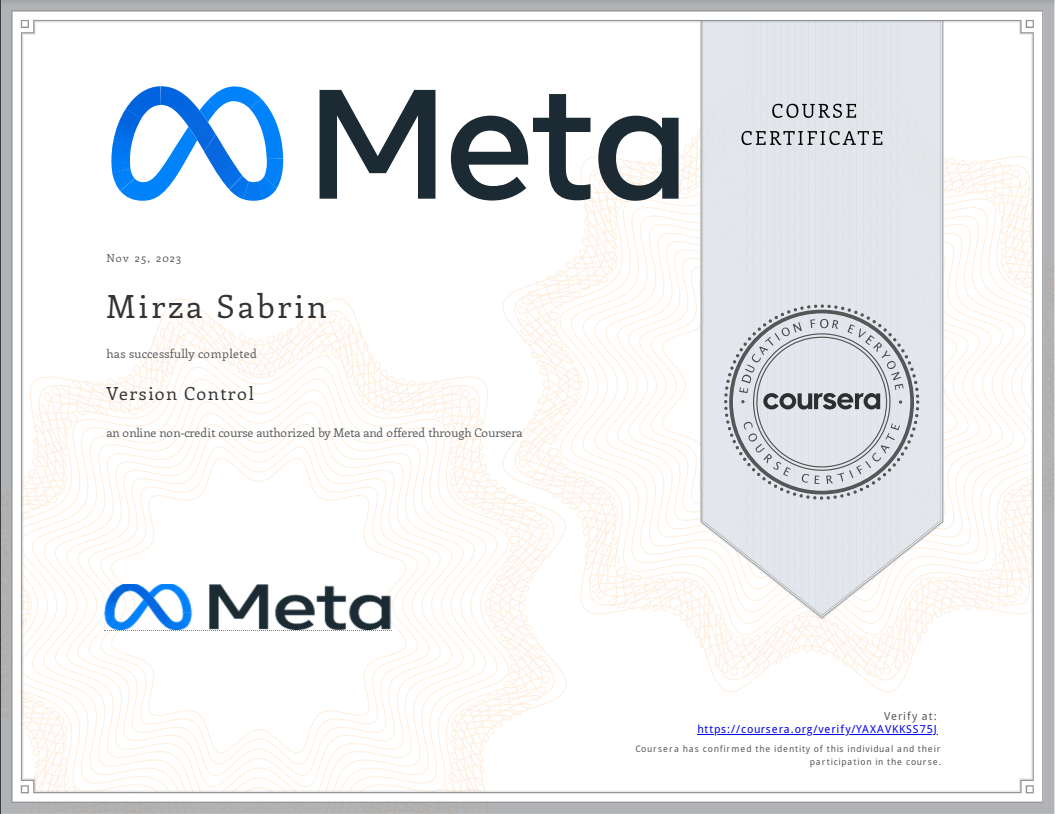 Meta
COURSE
CERTIFICATE
Nov 25, 2023
Mirza Sabrin
has successfully completed
Version Control
an online non-credit course authorized by Meta and offered through Coursera
EDUCATION FOR EVERYONE
coursera
COURSE CERTIFICATE
Meta
Verify at:
https://coursera.org/verify/YAXAVKKSS75J
Coursera has confirmed the identity of this individual and their
participation in the course.